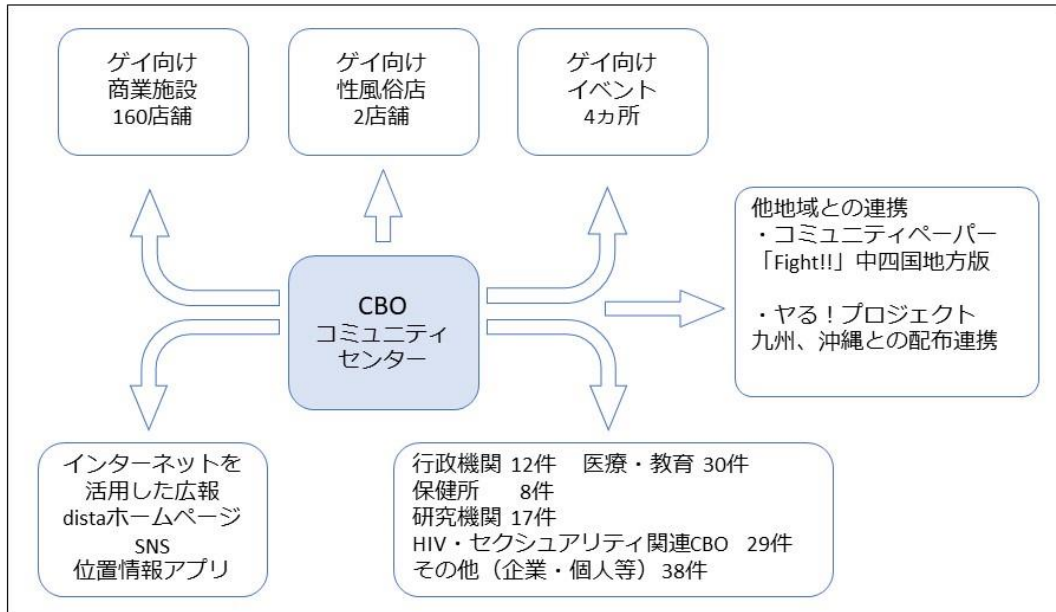 ゲイ向け
商業施設
160店舗
ゲイ向け
性風俗店
2店舗
ゲイ向け
イベント
4ヵ所
他地域との連携
・コミュニティペーパー
「Fight!!」中四国地方版
・ヤる！プロジェクト
九州、沖縄との配布連携
CBO
コミュニティ
センター
インターネットを
活用した広報
distaホームページ
SNS
位置情報アプリ
行政機関 12件　医療・教育 30件
保健所　　8件
研究機関 17件
HIV・セクシュアリティ関連CBO　29件
その他（企業・個人等）38件